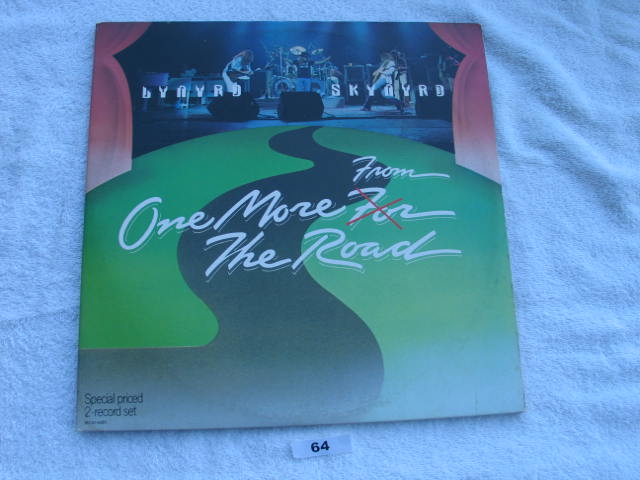 LYNYRD SKYNYRD
From
One More For
The Road
Special priced
2-record set
64